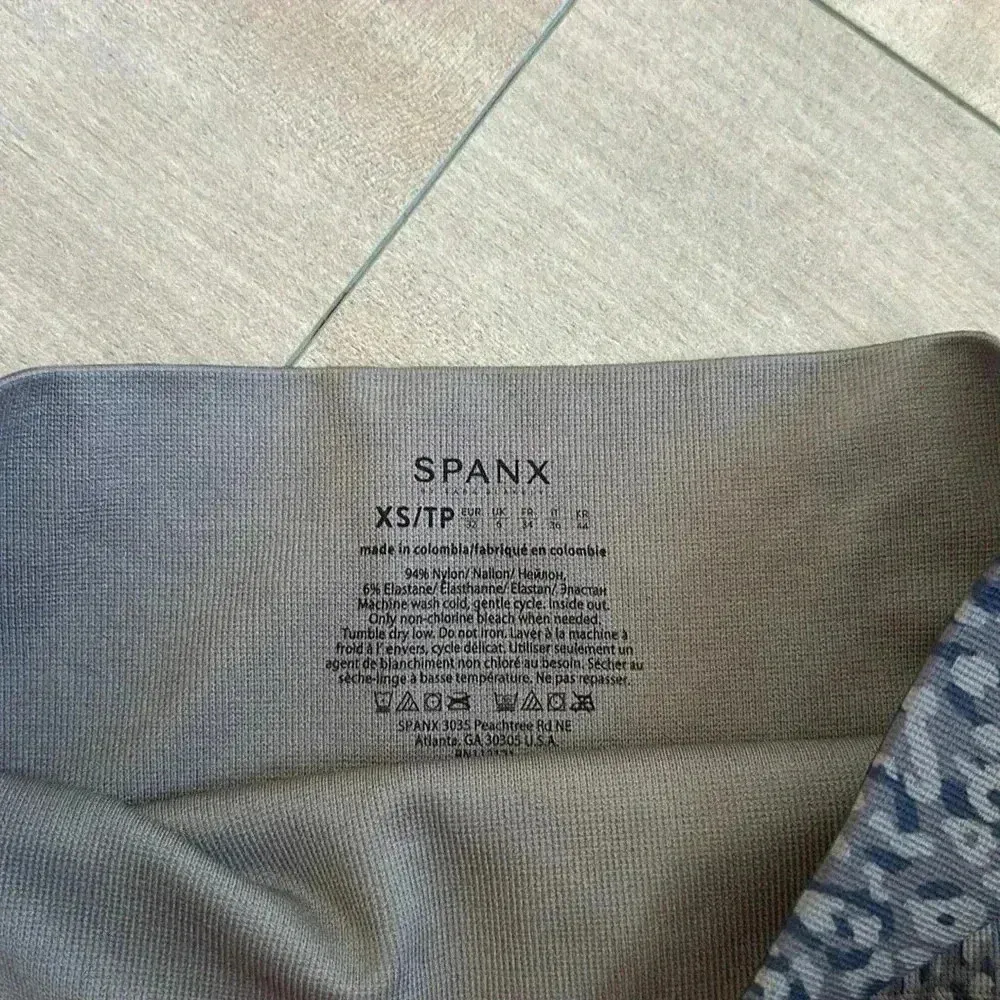 SPANX
BY SARA BLAKELY
XS/TP EUR 32 UK 6 FR 34 IT 36 KR 44
made in colombia/fabriqué en colombie
94% Nylon/ Nailon/ Нейлон,
6% Elastane/ Élasthanne/ Elastan/ Эластан
Machine wash cold, gentle cycle. Inside out.
Only non-chlorine bleach when needed.
Tumble dry low. Do not iron. Laver à la machine à
froid à l' envers, cycle délicat. Utiliser seulement un
agent de blanchiment non chloré au besoin. Sécher au
sèche-linge à basse température. Ne pas repasser.
SPANX 3035 Peachtree Rd NE
Atlanta, GA 30305 U.S.A.